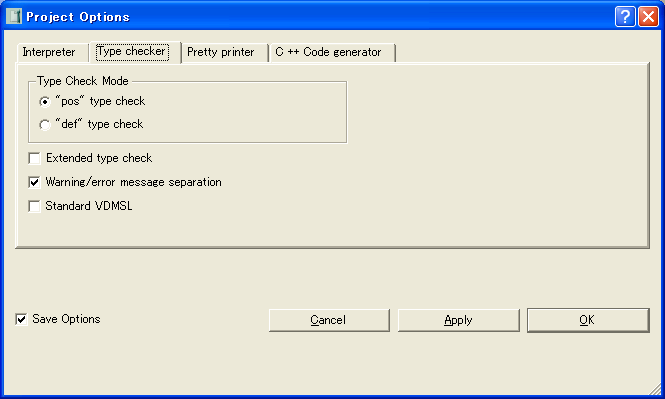 Project Options
Interpreter Type checker Pretty printer C ++ Code generator
Type Check Mode
"pos" type check
"def" type check
Extended type check
Warning/error message separation
Standard VDMSL
Save Options Cancel Apply OK